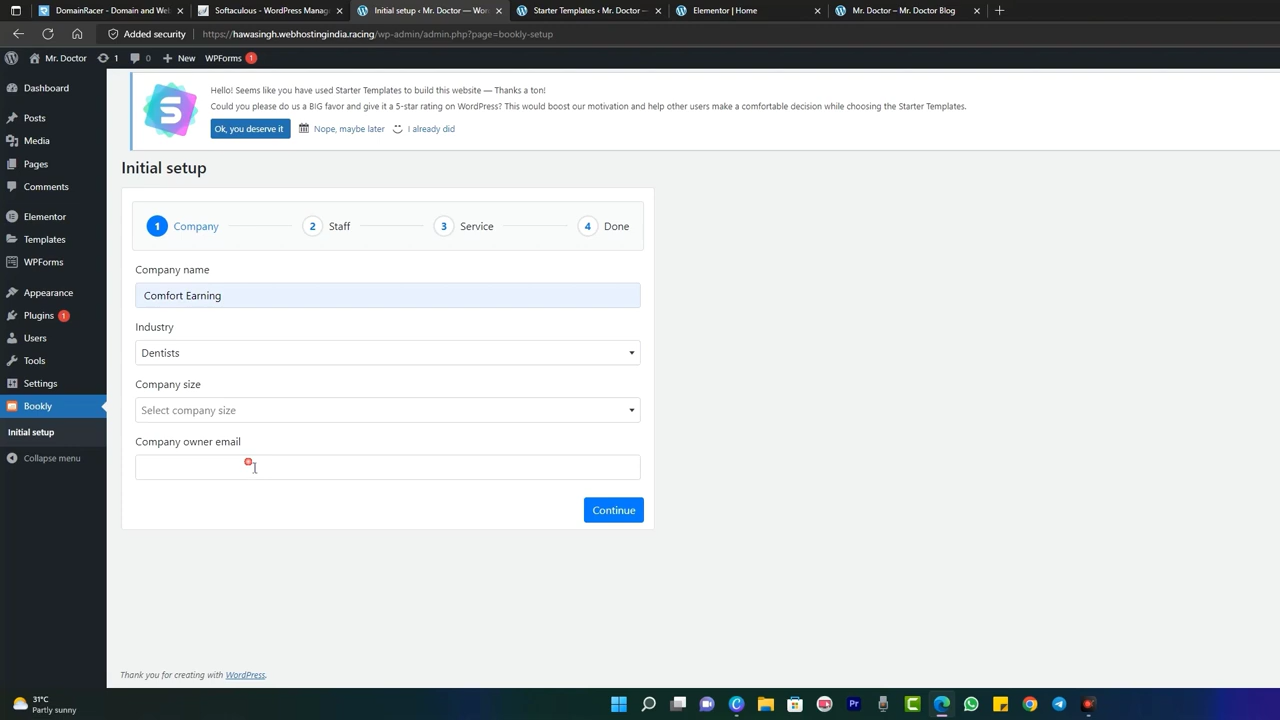 DomainRacer - Domain and Web
Softaculous - WordPress Manage
Initial setup ‹ Mr. Doctor — Wor
Starter Templates ‹ Mr. Doctor —
Elementor | Home
Mr. Doctor – Mr. Doctor Blog
Added security
https://hawasingh.webhostingindia.racing/wp-admin/admin.php?page=bookly-setup
Mr. Doctor 1 0 New WPForms 1
Dashboard
Posts
Media
Pages
Comments
Elementor
Templates
WPForms
Appearance
Plugins 1
Users
Tools
Settings
Bookly
Initial setup
Collapse menu
Hello! Seems like you have used Starter Templates to build this website — Thanks a ton!
Could you please do us a BIG favor and give it a 5-star rating on WordPress? This would boost our motivation and help other users make a comfortable decision while choosing the Starter Templates.
Ok, you deserve it Nope, maybe later I already did
Initial setup
1 Company 2 Staff 3 Service 4 Done
Company name
Comfort Earning
Industry
Dentists
Company size
Select company size
Company owner email
Continue
Thank you for creating with WordPress.
31°C
Partly sunny
Pr